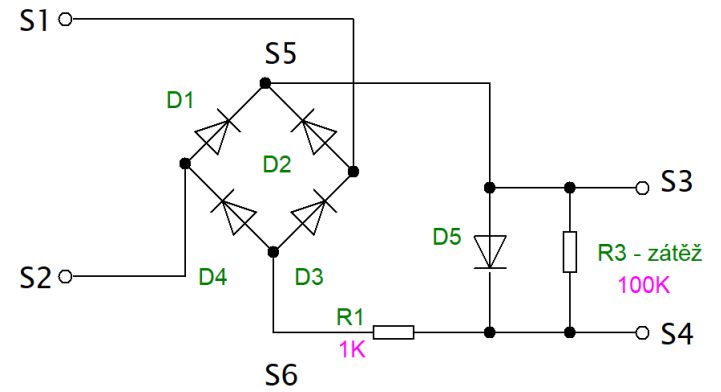 S1
S5
D1
D2
S3
D5
R3 - zátěž
100K
S2
D4
D3
R1
1K
S4
S6